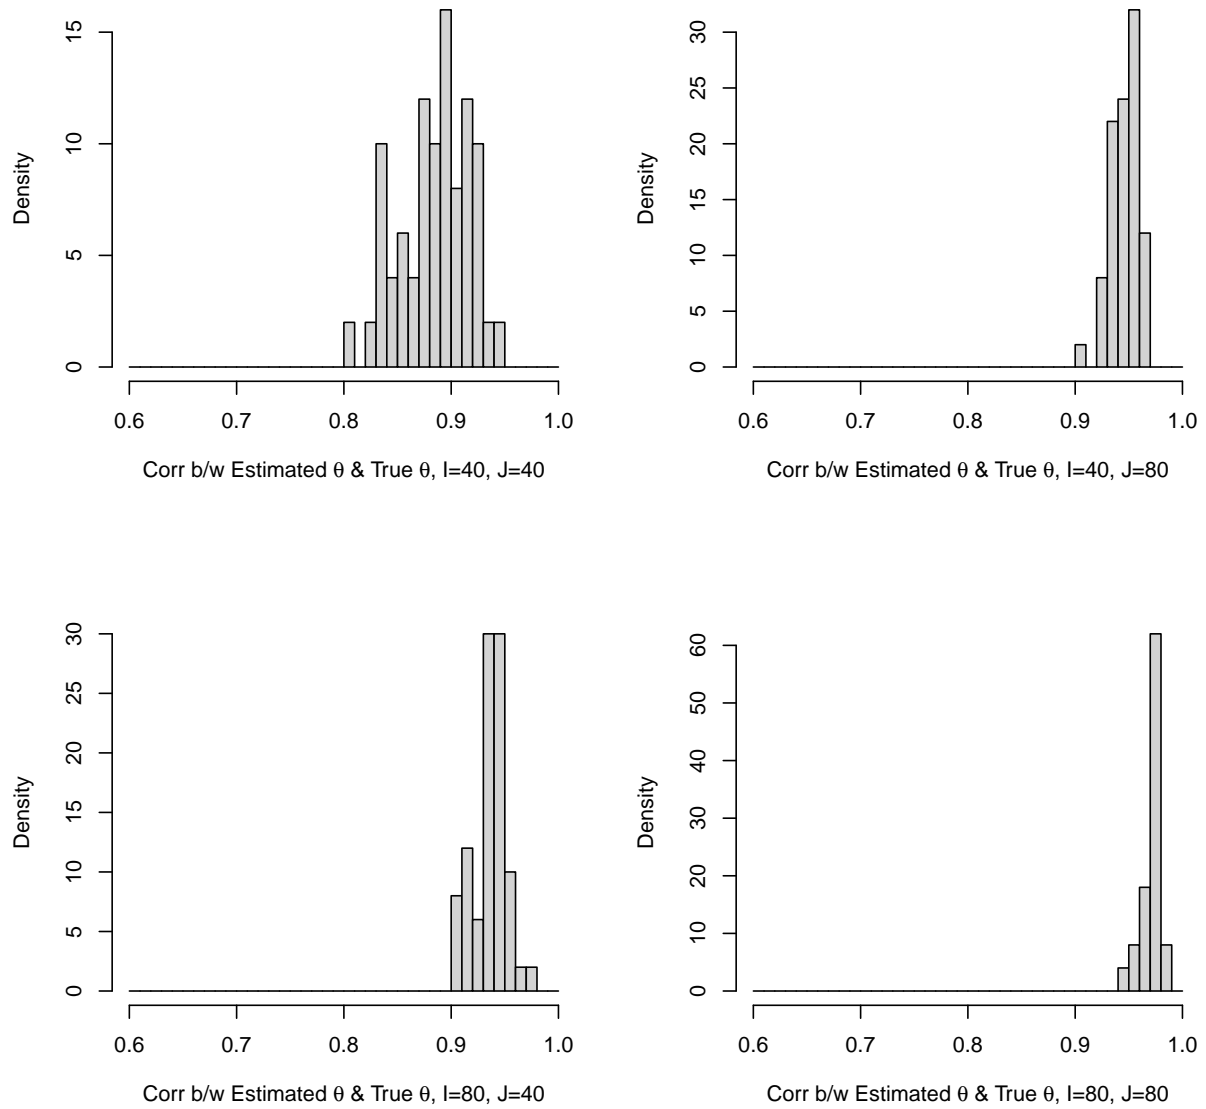 15
10
5
0
Density
0.6 0.7 0.8 0.9 1.0
Corr b/w Estimated θ & True θ, I=40, J=40
30
25
20
15
10
5
0
Density
0.6 0.7 0.8 0.9 1.0
Corr b/w Estimated θ & True θ, I=40, J=80
30
25
20
15
10
5
0
Density
0.6 0.7 0.8 0.9 1.0
Corr b/w Estimated θ & True θ, I=80, J=40
60
50
40
30
20
10
0
Density
0.6 0.7 0.8 0.9 1.0
Corr b/w Estimated θ & True θ, I=80, J=80